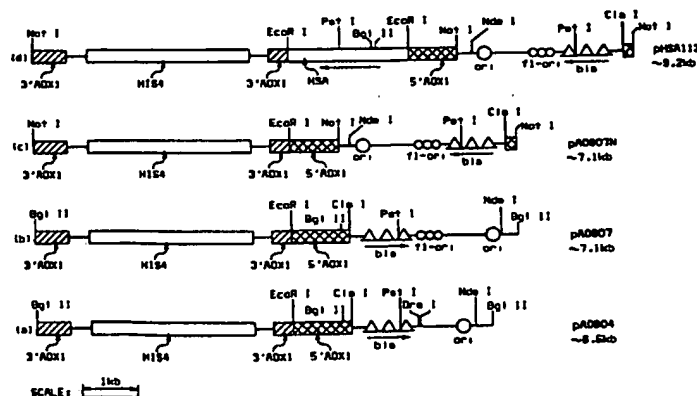 EcoR I Pst I Bgl II EcoR I Not I Nde I Pst I Cla I Not I
Not I
(d)
3'AOX1 HIS4 3'AOX1 HSA 5'AOX1 ori f1-ori bla
pHSA113
~9.2kb
Not I EcoR I Not I Nde I Pst I Cla I Not I
(c)
3'AOX1 HIS4 3'AOX1 5'AOX1 ori f1-ori bla
pAO807N
~7.1kb
Bgl II EcoR I Bgl II Cla I Pst I Nde I Bgl II
(b)
3'AOX1 HIS4 3'AOX1 5'AOX1 bla f1-ori ori
pAO807
~7.1kb
Bgl II EcoR I Bgl II Cla I Pst I Dra I Nde I Bgl II
(a)
3'AOX1 HIS4 3'AOX1 5'AOX1 bla ori
pAO804
~6.6kb
SCALE: 1kb